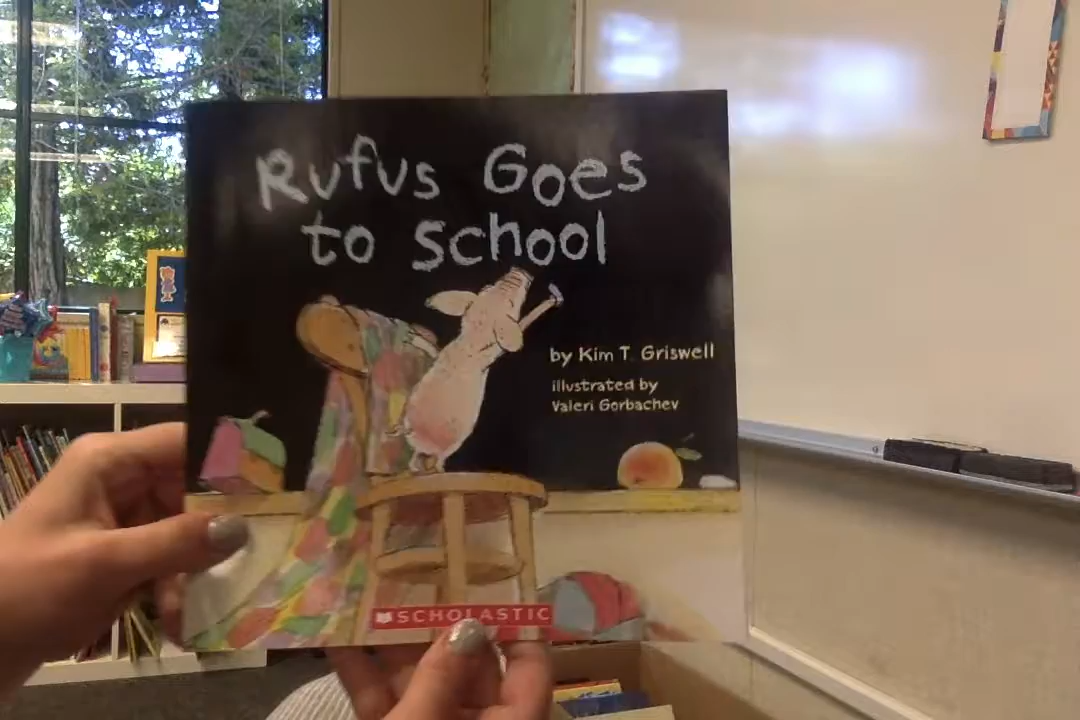 Rufus Goes
to School
by Kim T. Griswell
illustrated by
Valeri Gorbachev
SCHOLASTIC